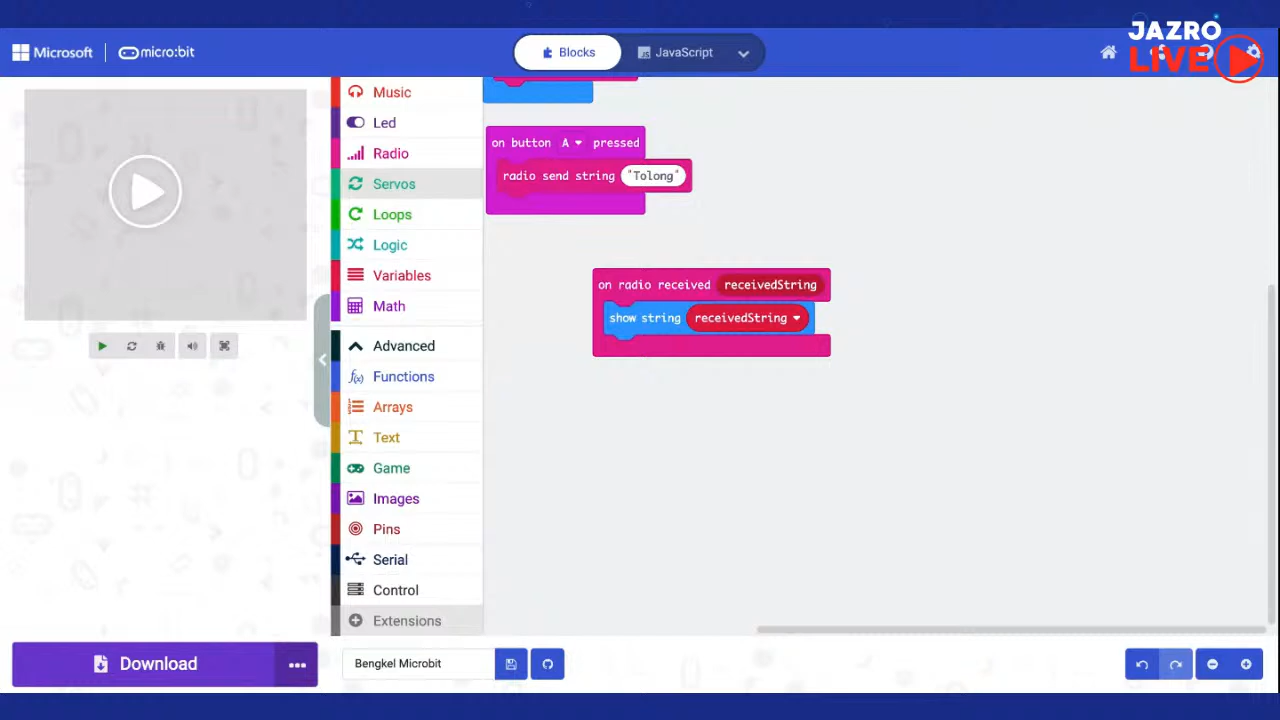 JAZRO
LIVE
Microsoft
micro:bit
Blocks
JavaScript
Music
Led
Radio
Servos
Loops
Logic
Variables
Math
Advanced
f(x) Functions
Arrays
Text
Game
Images
Pins
Serial
Control
Extensions
on button A pressed
radio send string "Tolong"
on radio received receivedString
show string receivedString
Download
Bengkel Microbit